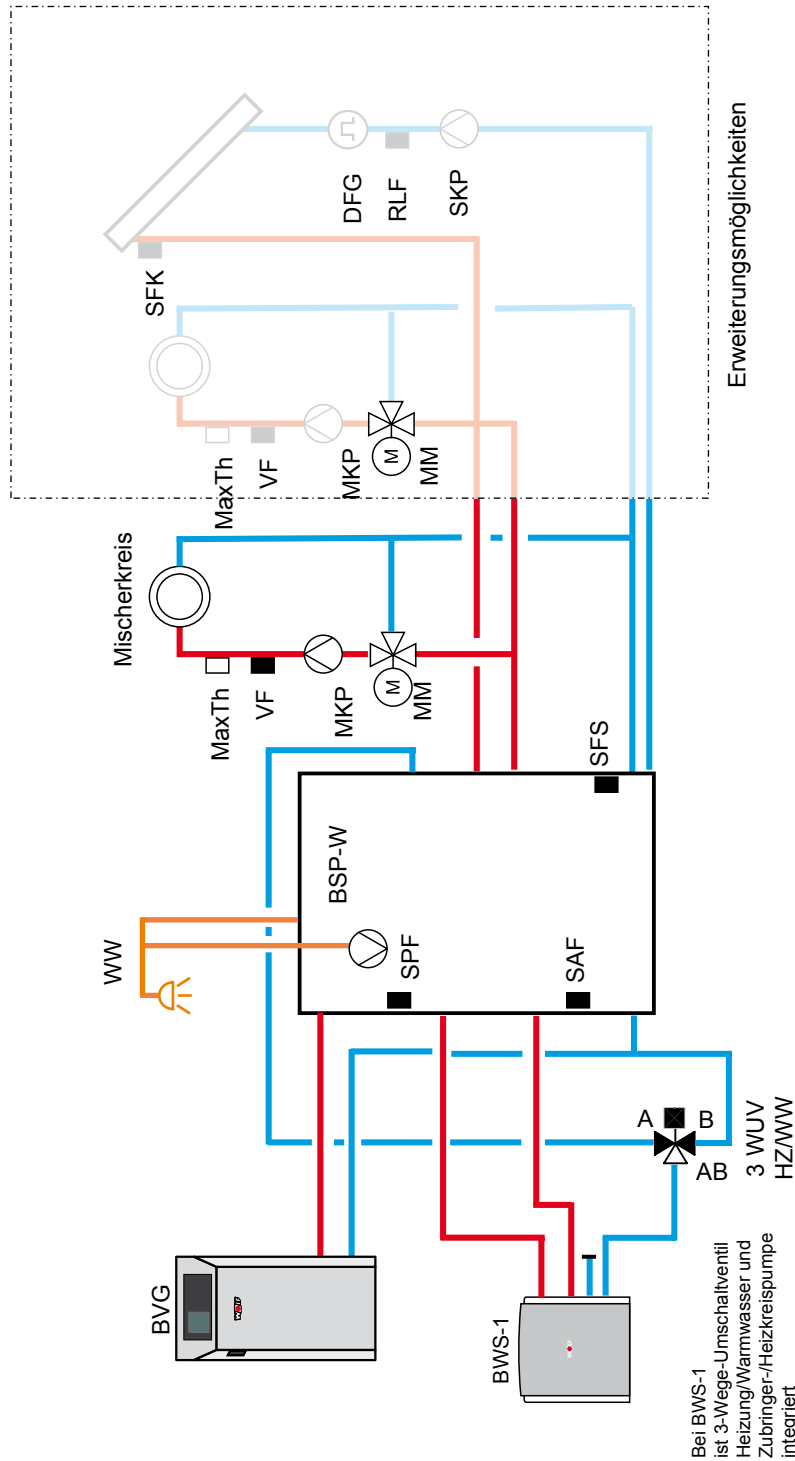 Erweiterungsmöglichkeiten
DFG
RLF
SKP
SFK
MaxTh
VF
MKP
M
MM
Mischerkreis
MaxTh
VF
MKP
M
MM
WW
BSP-W
SPF
SAF
SFS
A
B
AB
3 WUV
HZ/WW
BVG
WOLF
BWS-1
Bei BWS-1
ist 3-Wege-Umschaltventil
Heizung/Warmwasser und
Zubringer-/Heizkreispumpe
integriert